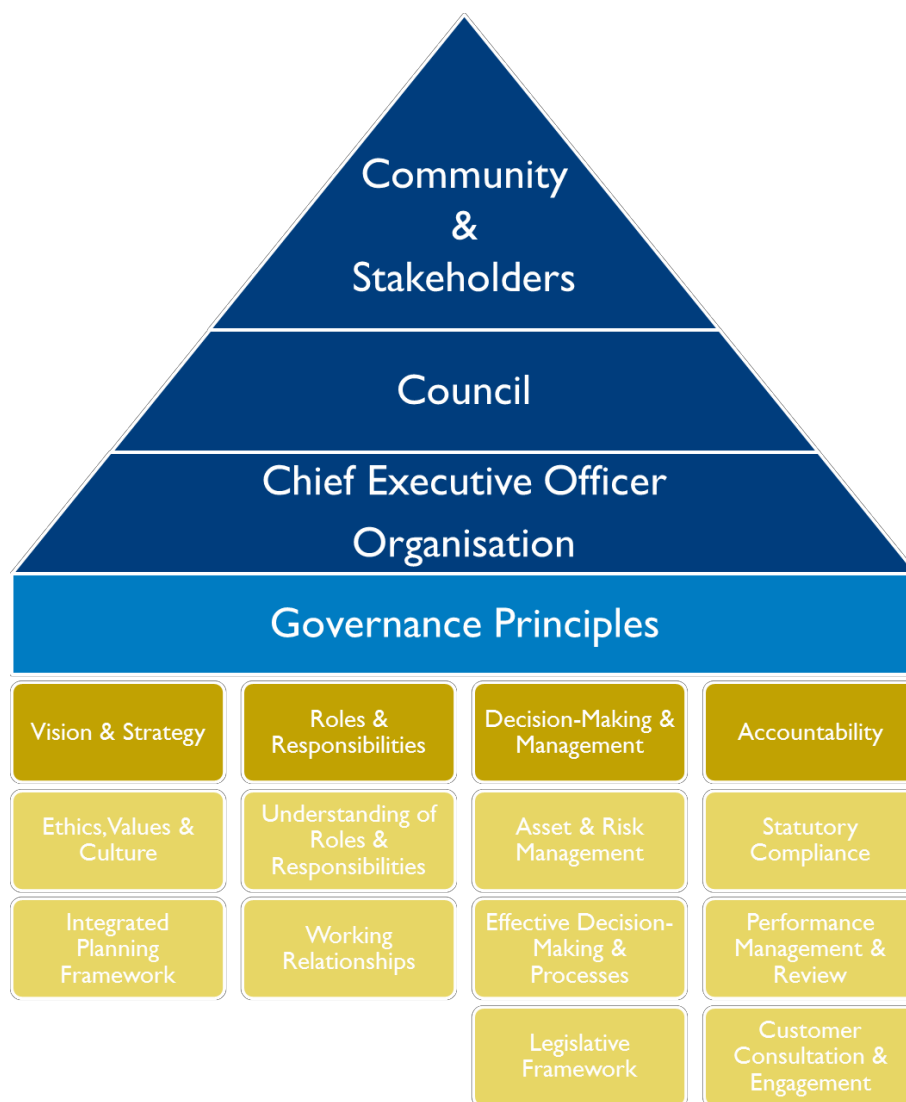 Community
&
Stakeholders
Council
Chief Executive Officer
Organisation
Governance Principles
Vision & Strategy
Roles &
Responsibilities
Decision-Making &
Management
Accountability
Ethics, Values &
Culture
Understanding of
Roles &
Responsibilities
Asset & Risk
Management
Statutory
Compliance
Integrated
Planning
Framework
Working
Relationships
Effective Decision-
Making &
Processes
Performance
Management &
Review
Legislative
Framework
Customer
Consultation &
Engagement